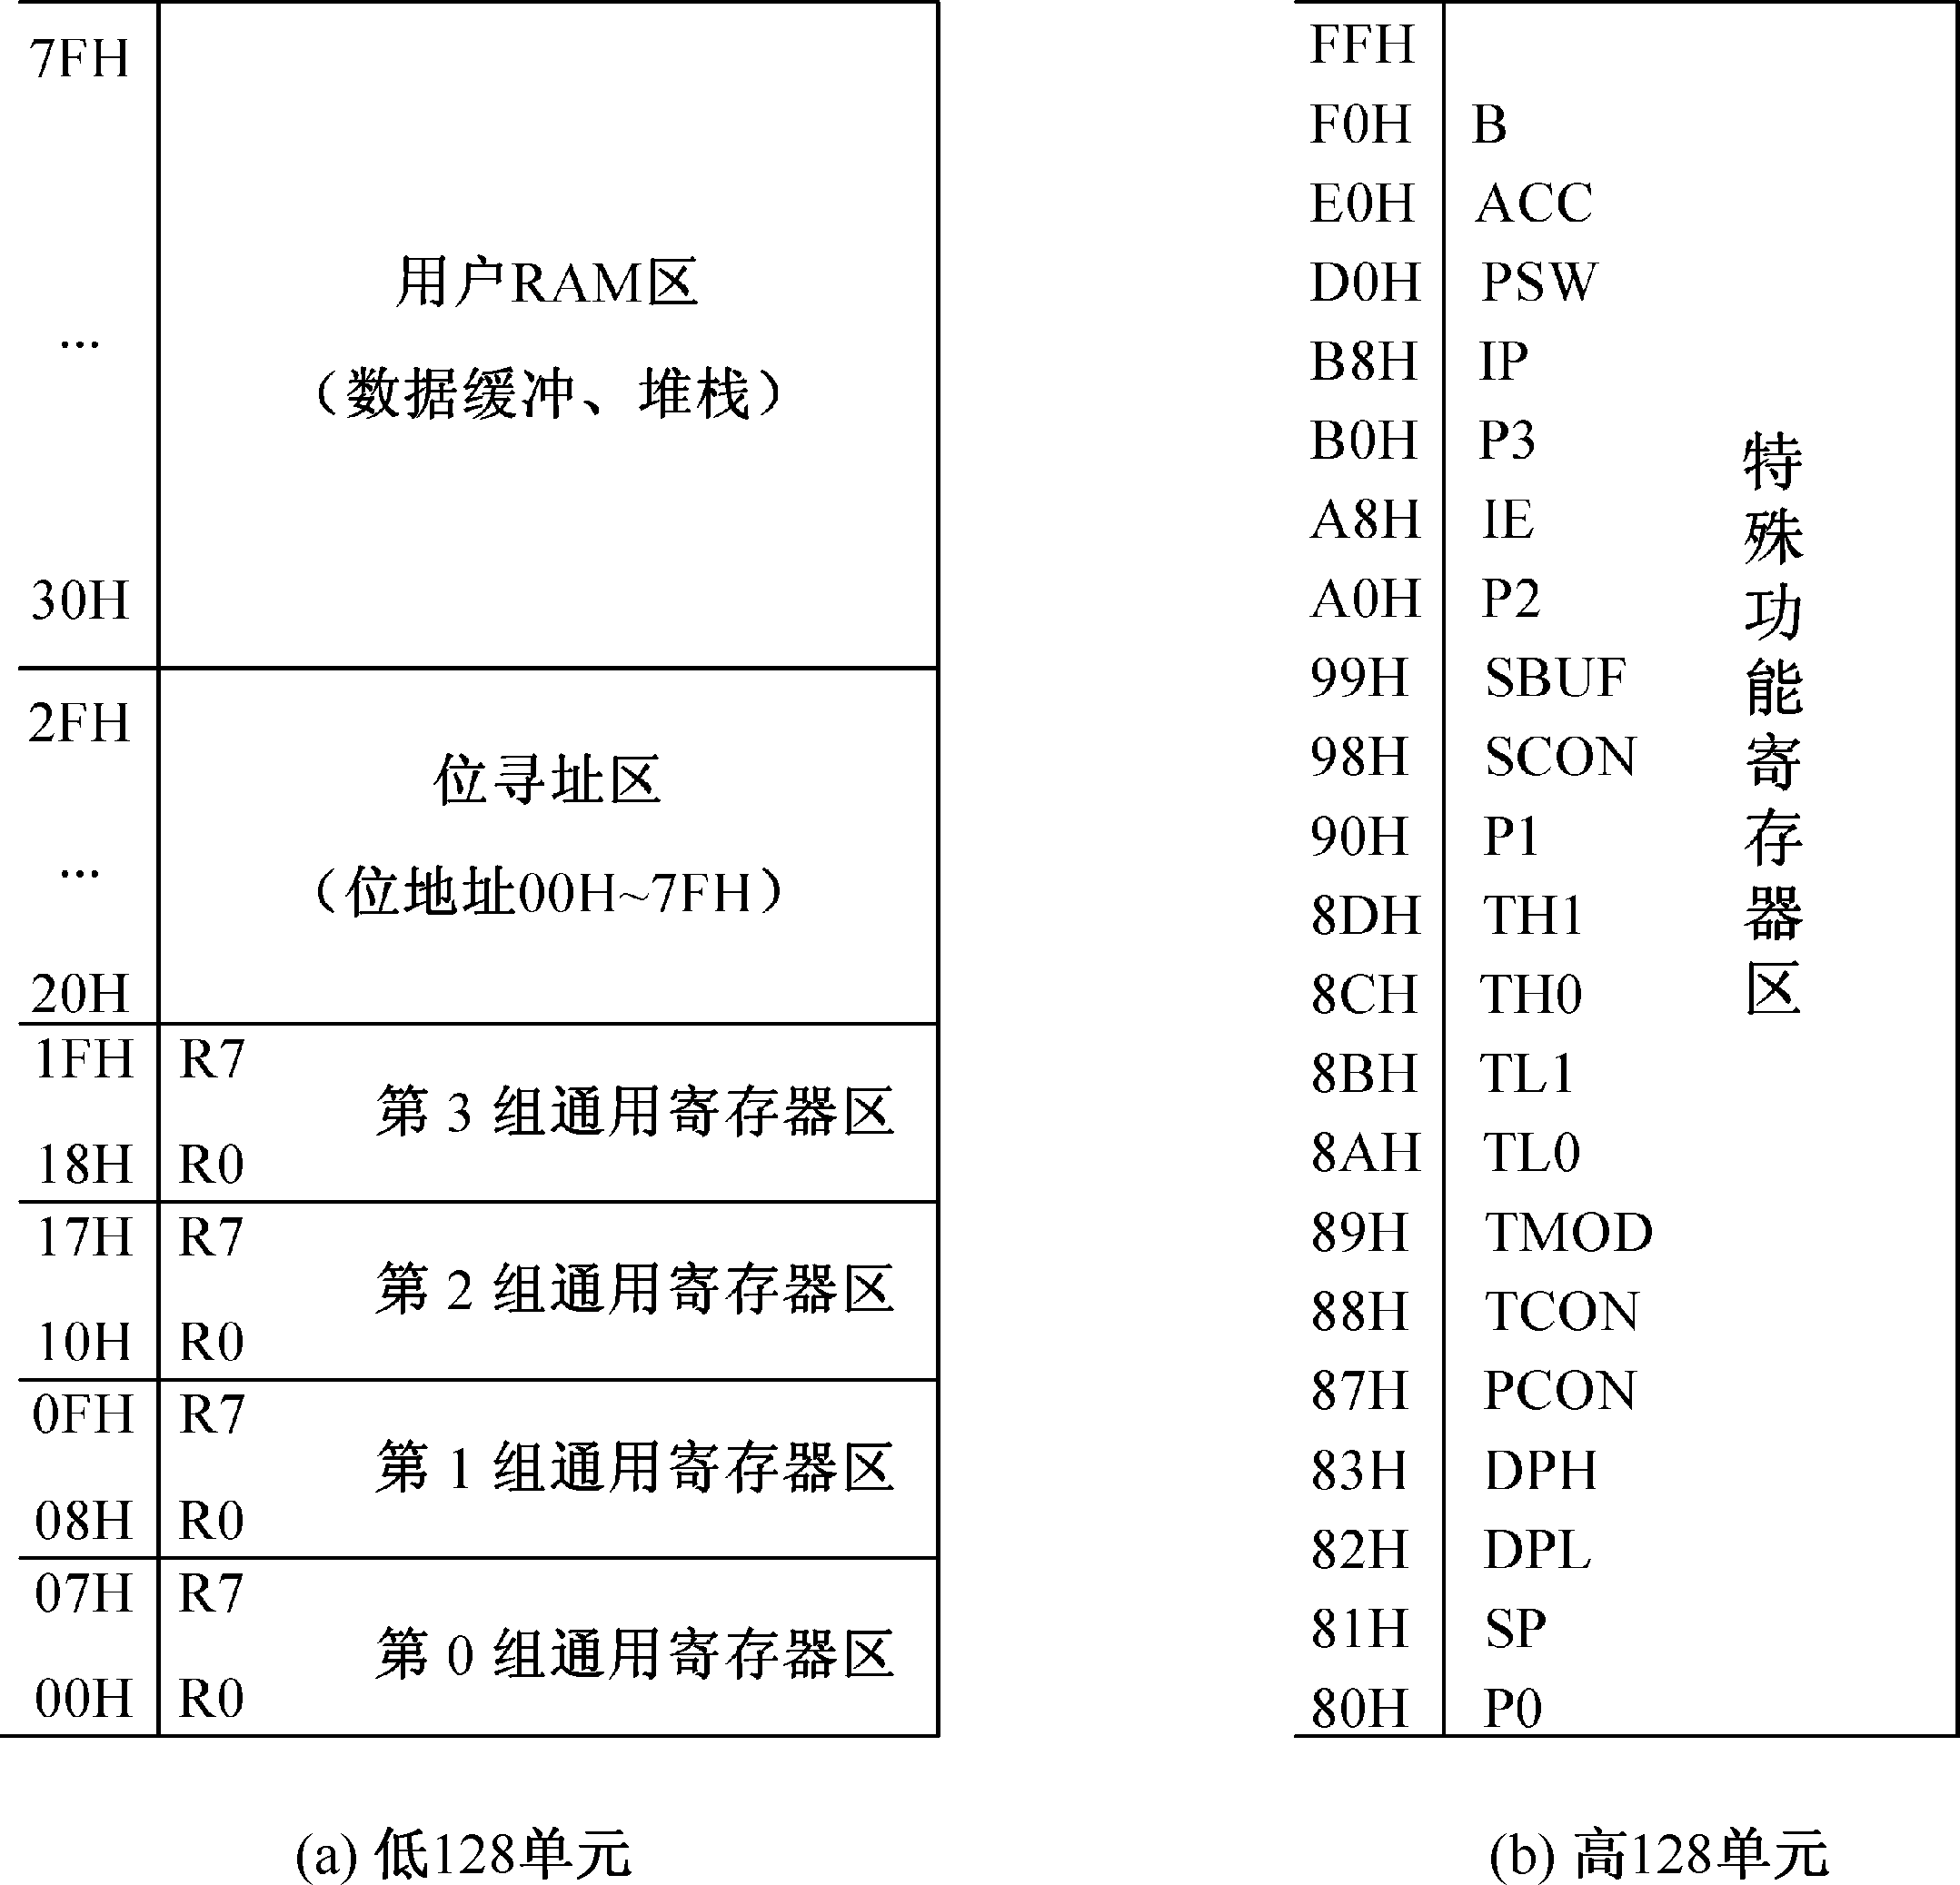 7FH
用户RAM区
...
（数据缓冲、堆栈）
30H
2FH
位寻址区
...
（位地址00H~7FH）
20H
1FH R7
第 3 组通用寄存器区
18H R0
17H R7
第 2 组通用寄存器区
10H R0
0FH R7
第 1 组通用寄存器区
08H R0
07H R7
第 0 组通用寄存器区
00H R0
(a) 低128单元
FFH
F0H B
E0H ACC
D0H PSW
B8H IP
B0H P3
A8H IE
A0H P2
99H SBUF
98H SCON
90H P1
8DH TH1
8CH TH0
8BH TL1
8AH TL0
89H TMOD
88H TCON
87H PCON
83H DPH
82H DPL
81H SP
80H P0
特殊功能寄存器区
(b) 高128单元